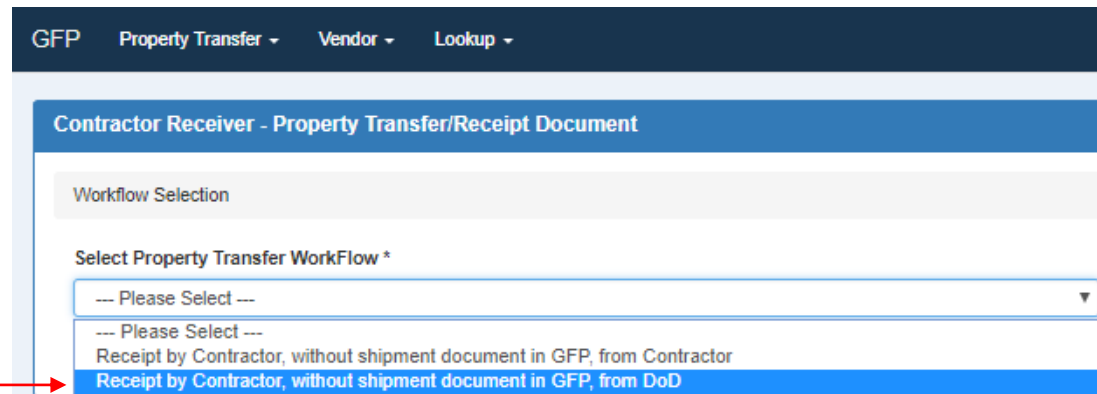 GFP Property Transfer Vendor Lookup
Contractor Receiver - Property Transfer/Receipt Document
Workflow Selection
Select Property Transfer WorkFlow *
--- Please Select ---
--- Please Select ---
Receipt by Contractor, without shipment document in GFP, from Contractor
Receipt by Contractor, without shipment document in GFP, from DoD